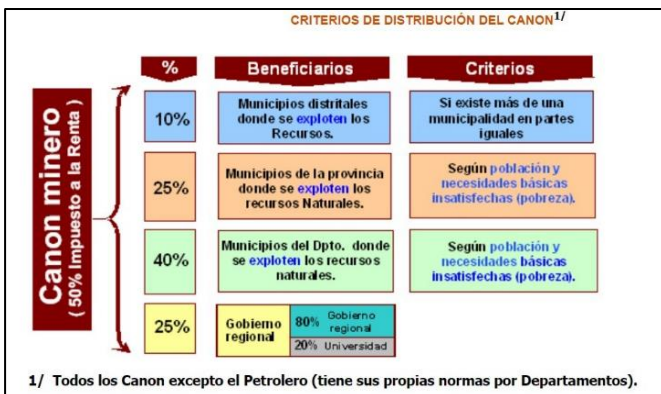 CRITERIOS DE DISTRIBUCIÓN DEL CANON1/
Canon minero
( 50% Impuesto a la Renta )
%
Beneficiarios
Criterios
10%
Municipios distritales
donde se exploten los
Recursos.
Si existe más de una
municipalidad en partes
iguales
25%
Municipios de la provincia
donde se exploten los
recursos Naturales.
Según población y
necesidades básicas
insatisfechas (pobreza).
40%
Municipios del Dpto. donde
se exploten los recursos
naturales.
Según población y
necesidades básicas
insatisfechas (pobreza).
25%
Gobierno
regional
80% Gobierno
regional
20% Universidad
1/ Todos los Canon excepto el Petrolero (tiene sus propias normas por Departamentos).